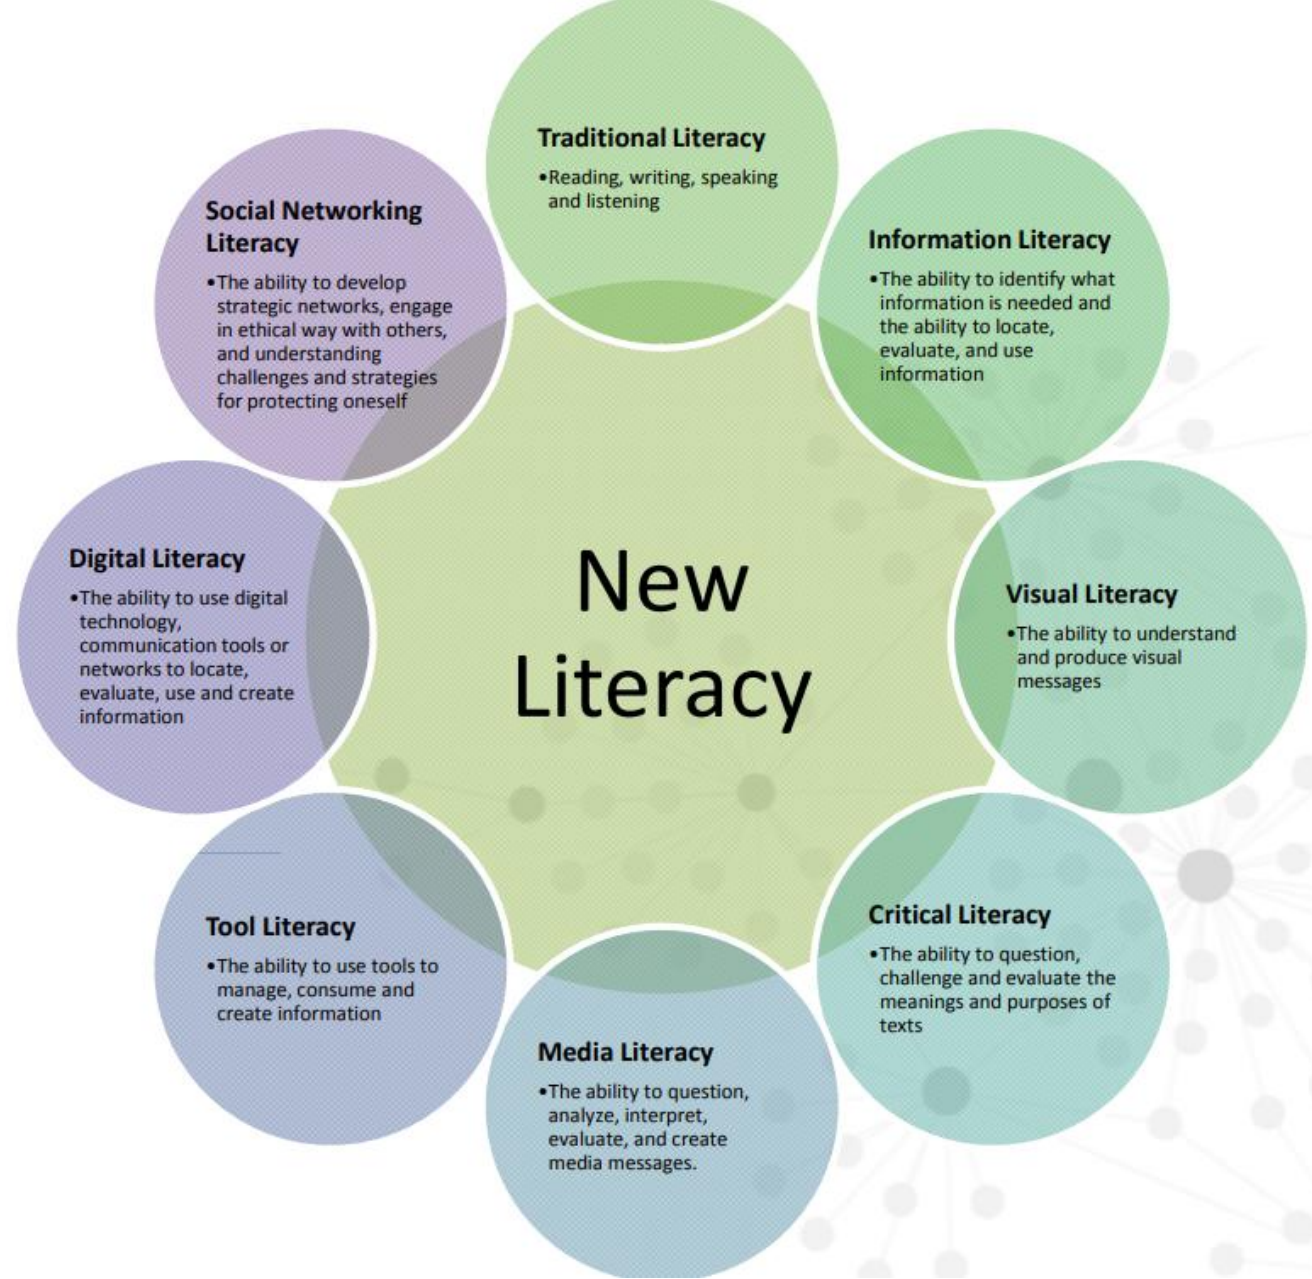 Traditional Literacy
•Reading, writing, speaking
and listening
Information Literacy
•The ability to identify what
information is needed and
the ability to locate,
evaluate, and use
information
Visual Literacy
•The ability to understand
and produce visual
messages
Critical Literacy
•The ability to question,
challenge and evaluate the
meanings and purposes of
texts
Media Literacy
•The ability to question,
analyze, interpret,
evaluate, and create
media messages.
Tool Literacy
•The ability to use tools to
manage, consume and
create information
Digital Literacy
•The ability to use digital
technology,
communication tools or
networks to locate,
evaluate, use and create
information
Social Networking
Literacy
•The ability to develop
strategic networks, engage
in ethical way with others,
and understanding
challenges and strategies
for protecting oneself
New
Literacy